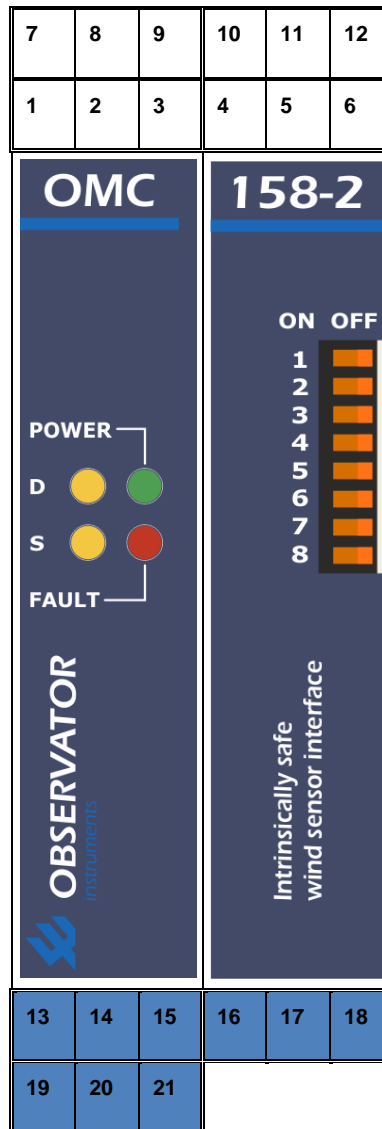 7 8 9 10 11 12
1 2 3 4 5 6
OMC 158-2
ON OFF
1
2
3
4
5
6
7
8
POWER
D
S
FAULT
OBSERVATOR
instruments
Intrinsically safe
wind sensor interface
13 14 15 16 17 18
19 20 21